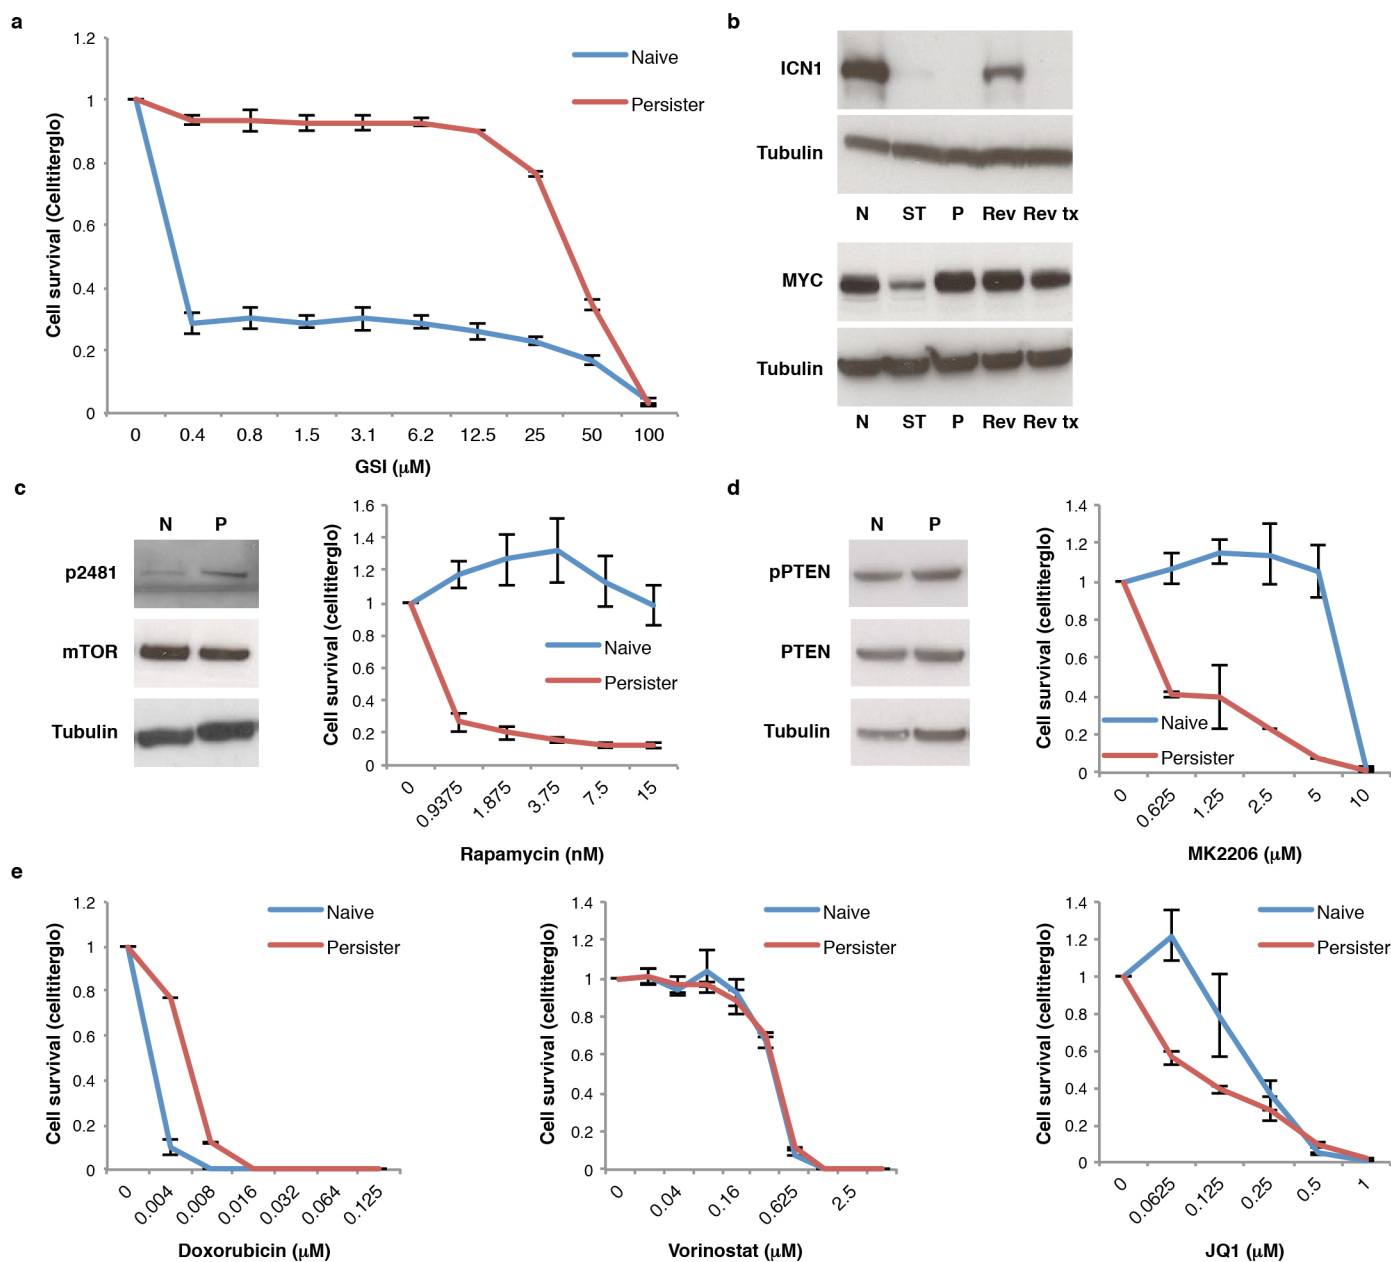 a
1.2
1
0.8
0.6
0.4
0.2
0
Cell survival (Celltiterglo)
Naive
Persister
0 0.4 0.8 1.5 3.1 6.2 12.5 25 50 100
GSI (μM)
b
ICN1
Tubulin
N ST P Rev Rev tx
MYC
Tubulin
N ST P Rev Rev tx
c
N P
p2481
mTOR
Tubulin
1.6
1.4
1.2
1
0.8
0.6
0.4
0.2
0
Cell survival (celltiterglo)
Naive
Persister
0 0.9375 1.875 3.75 7.5 15
Rapamycin (nM)
d
N P
pPTEN
PTEN
Tubulin
1.4
1.2
1
0.8
0.6
0.4
0.2
0
Cell survival (celltiterglo)
Naive
Persister
0 0.625 1.25 2.5 5 10
MK2206 (μM)
e
1.2
1
0.8
0.6
0.4
0.2
0
Cell survival (celltiterglo)
Naive
Persister
0 0.004 0.008 0.016 0.032 0.064 0.125
Doxorubicin (μM)
1.4
1.2
1
0.8
0.6
0.4
0.2
0
Cell survival (celltiterglo)
Naive
Persister
0 0.04 0.16 0.625 2.5
Vorinostat (μM)
1.4
1.2
1
0.8
0.6
0.4
0.2
0
Cell survival (celltiterglo)
Naive
Persister
0 0.0625 0.125 0.25 0.5 1
JQ1 (μM)